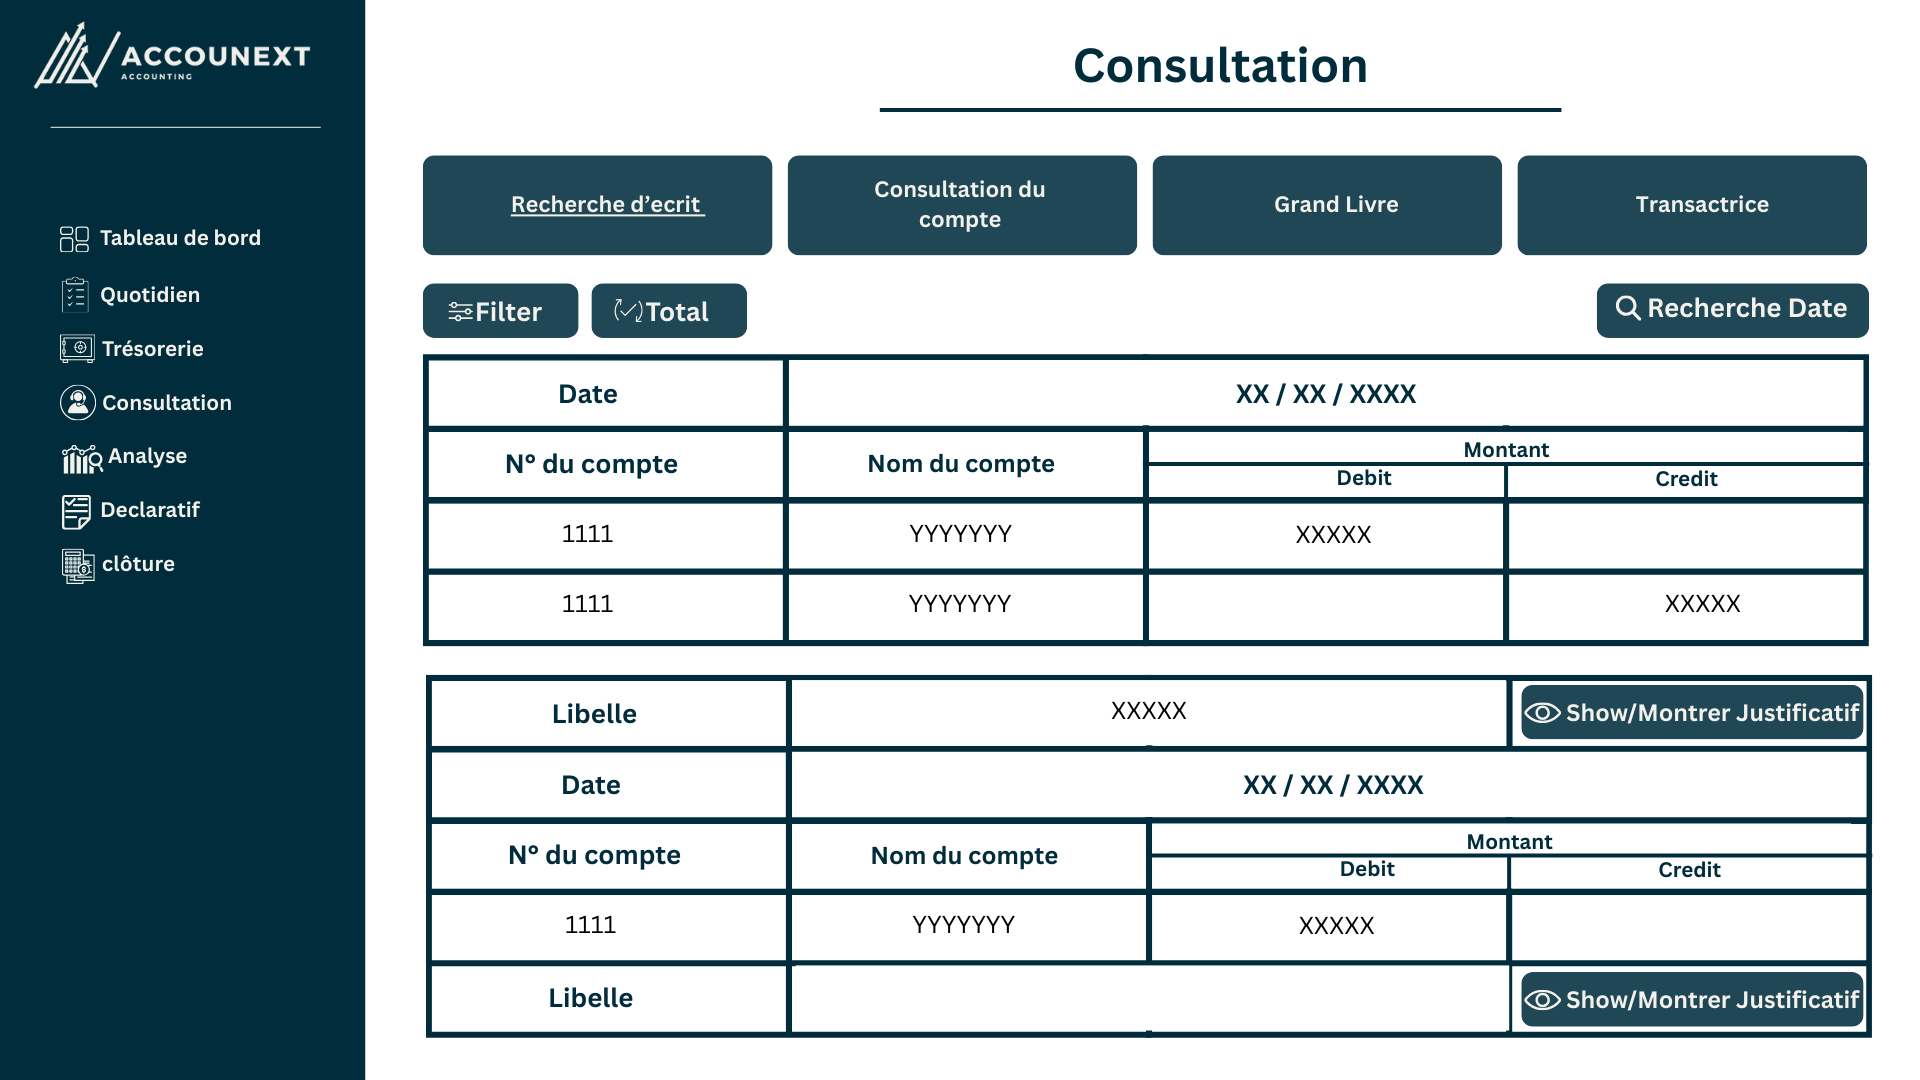 ACCOUNEXT
ACCOUNTING
Tableau de bord
Quotidien
Trésorerie
Consultation
Analyse
Declaratif
clôture
Consultation
Recherche d’ecrit
Consultation du
compte
Grand Livre
Transactrice
Filter
Total
Recherche Date
Date XX / XX / XXXX
N° du compte Nom du compte Montant
Debit Credit
1111 YYYYYYY XXXXX
1111 YYYYYYY XXXXX
Libelle XXXXX Show/Montrer Justificatif
Date XX / XX / XXXX
N° du compte Nom du compte Montant
Debit Credit
1111 YYYYYYY XXXXX
Libelle Show/Montrer Justificatif